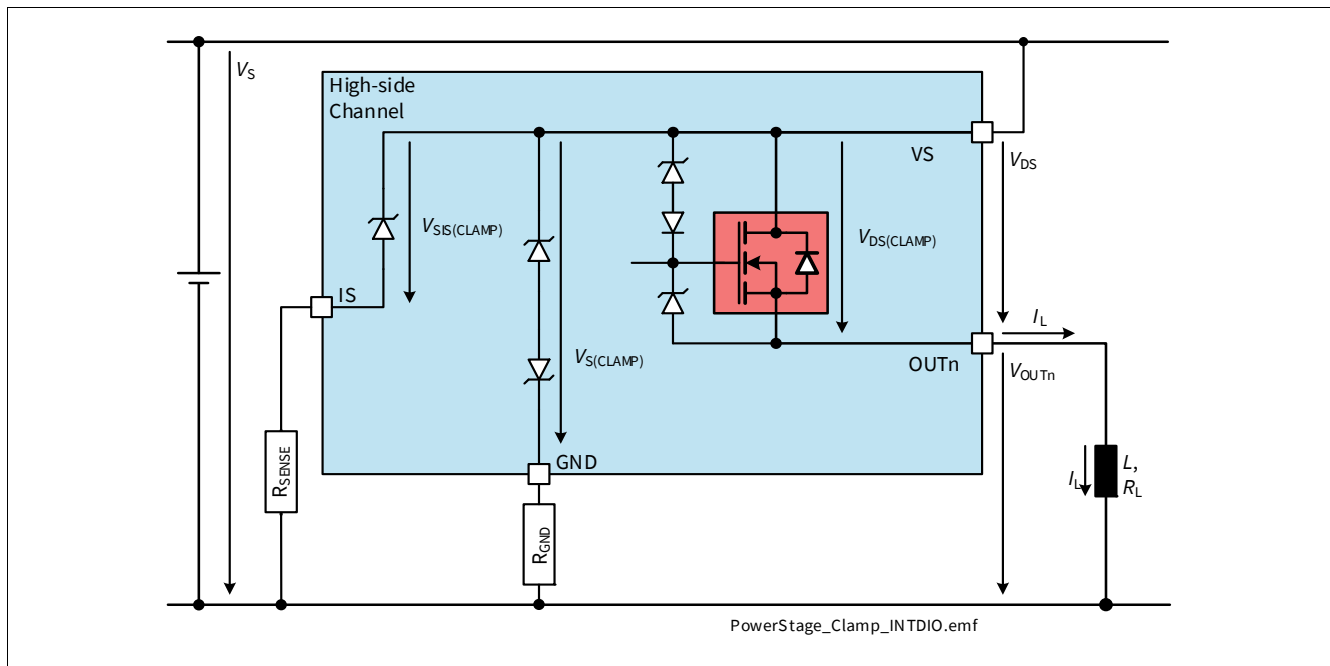 VS
High-side
Channel
VS
VDS
VSIS(CLAMP)
VDS(CLAMP)
IS
IL
VS(CLAMP)
OUTn
VOUTn
GND
RSENSE
RGND
IL
L,
RL
PowerStage_Clamp_INTDIO.emf